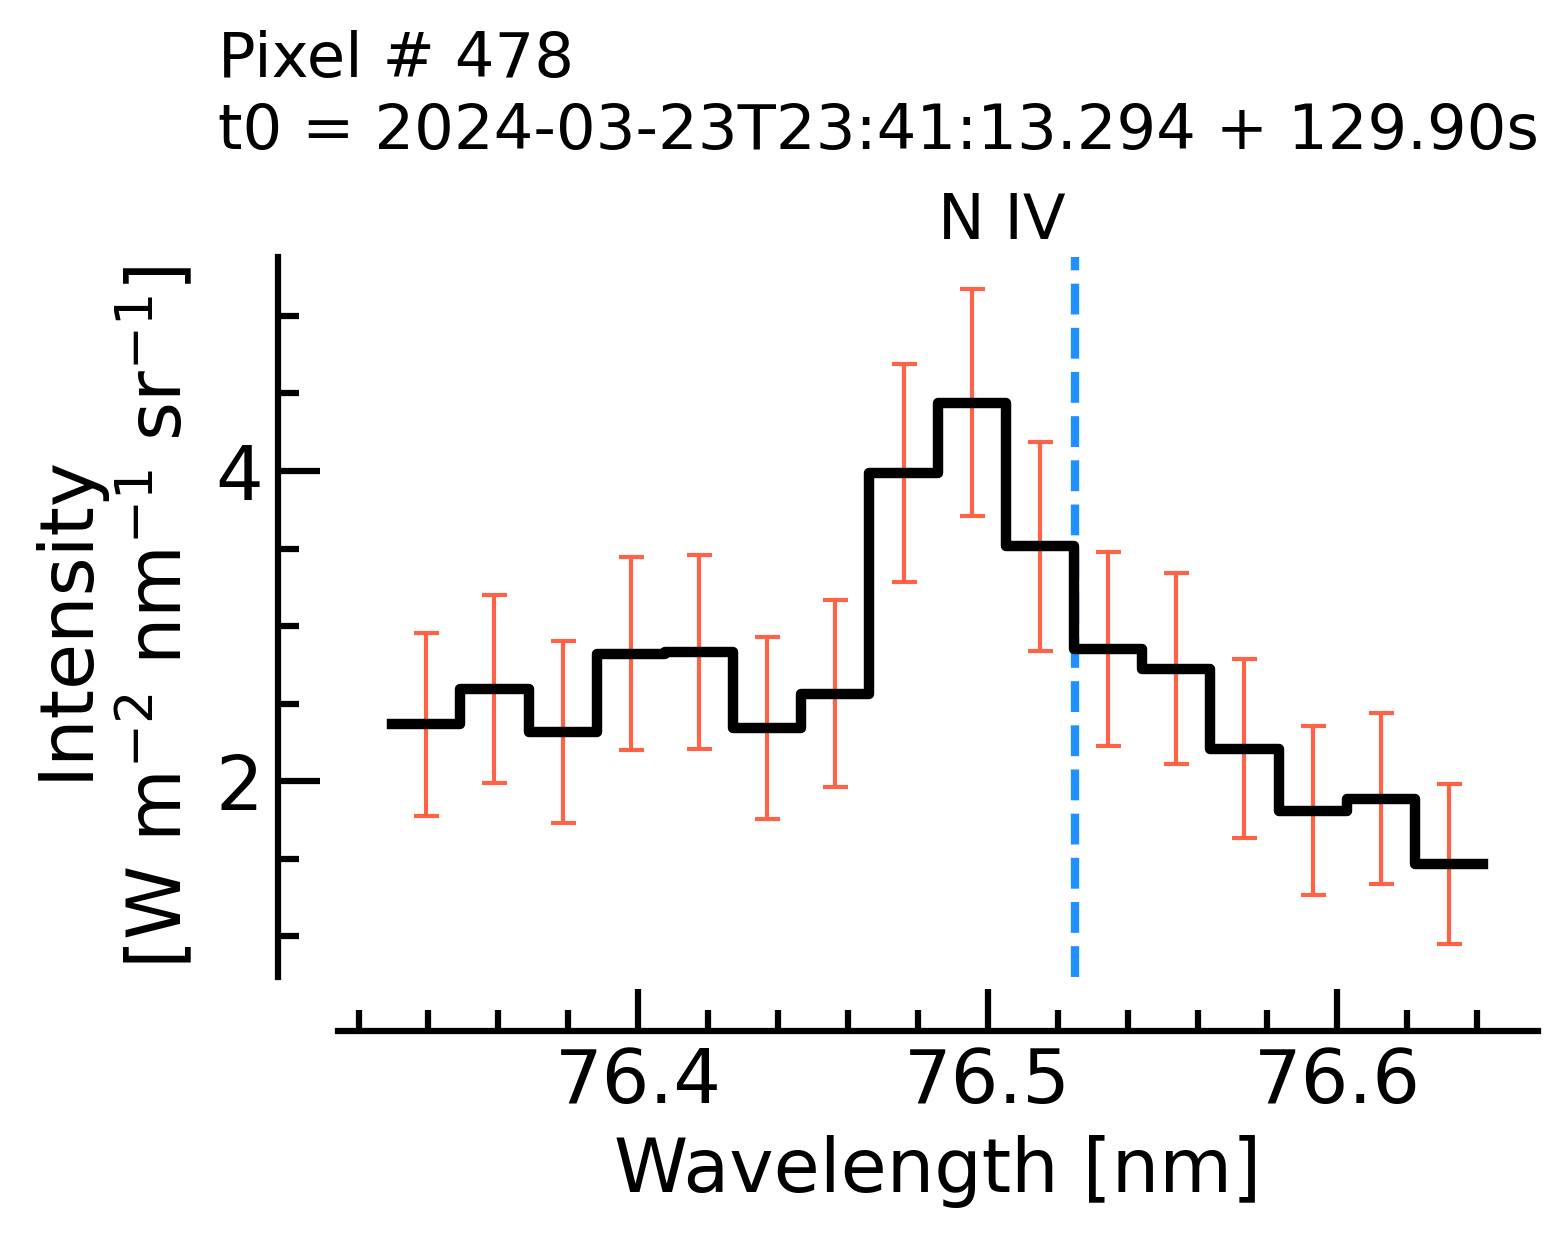 Pixel # 478
t0 = 2024-03-23T23:41:13.294 + 129.90s
N IV
Intensity
[W m⁻² nm⁻¹ sr⁻¹]
4
2
76.4 76.5 76.6
Wavelength [nm]